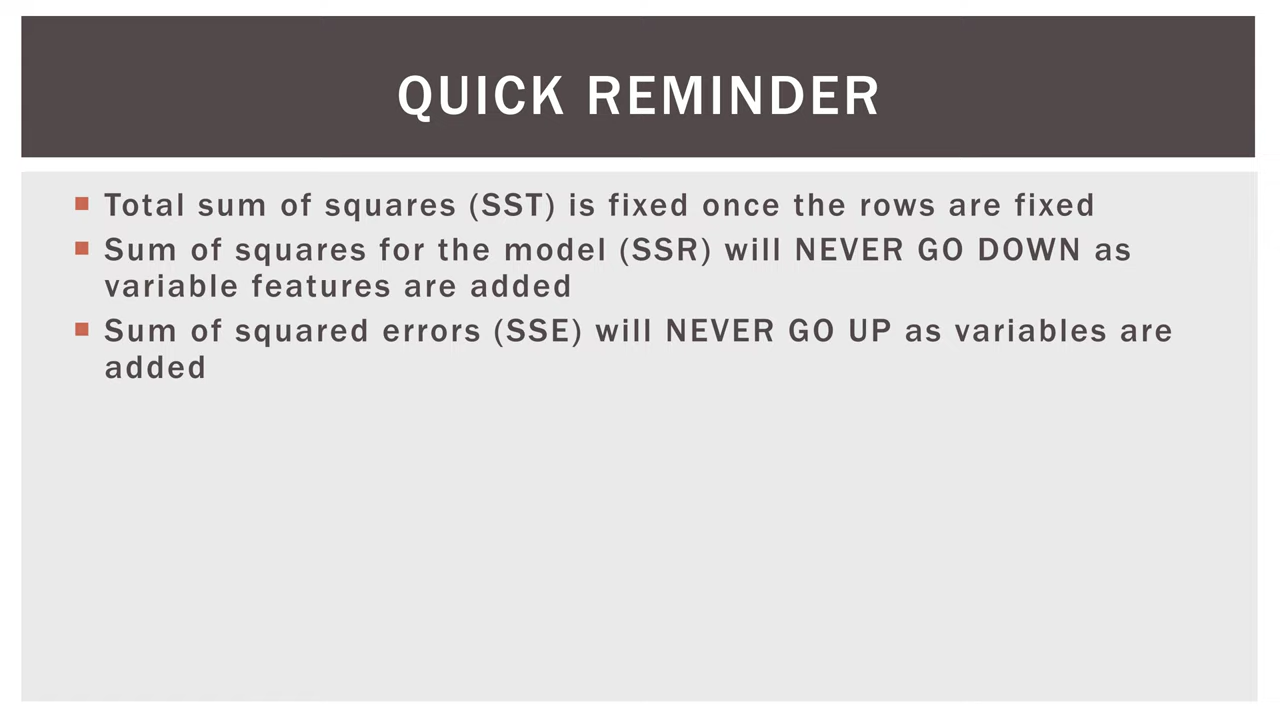 QUICK REMINDER
Total sum of squares (SST) is fixed once the rows are fixed
Sum of squares for the model (SSR) will NEVER GO DOWN as
variable features are added
Sum of squared errors (SSE) will NEVER GO UP as variables are
added